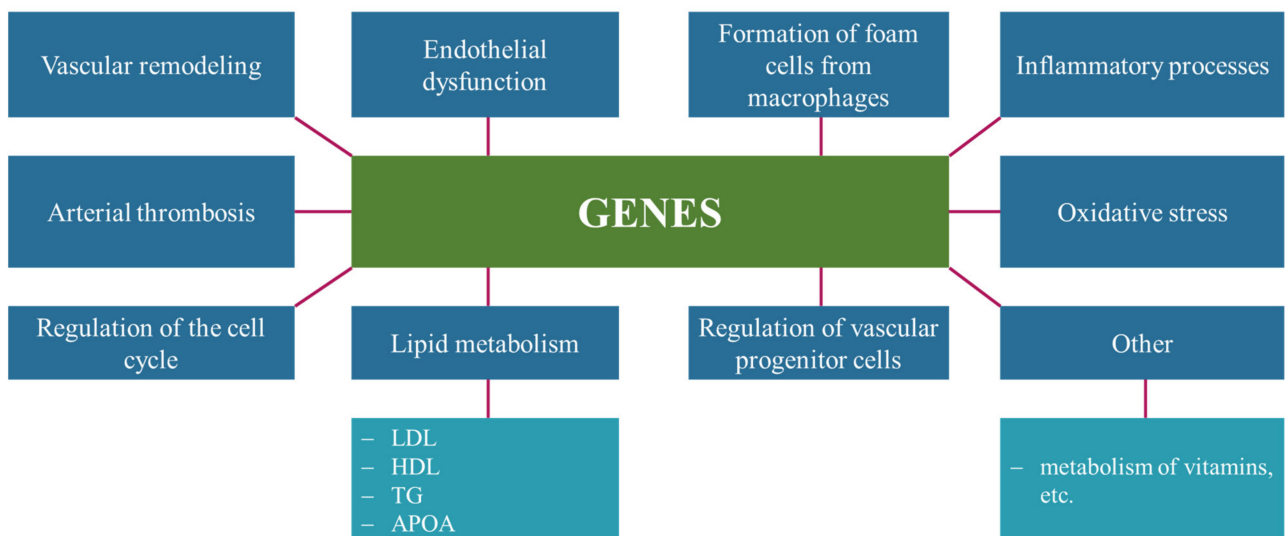 Vascular remodeling
Endothelial
dysfunction
Formation of foam
cells from
macrophages
Inflammatory processes
Arterial thrombosis
GENES
Oxidative stress
Regulation of the cell
cycle
Lipid metabolism
Regulation of vascular
progenitor cells
Other
– LDL
– HDL
– TG
– APOA
– metabolism of vitamins,
etc.